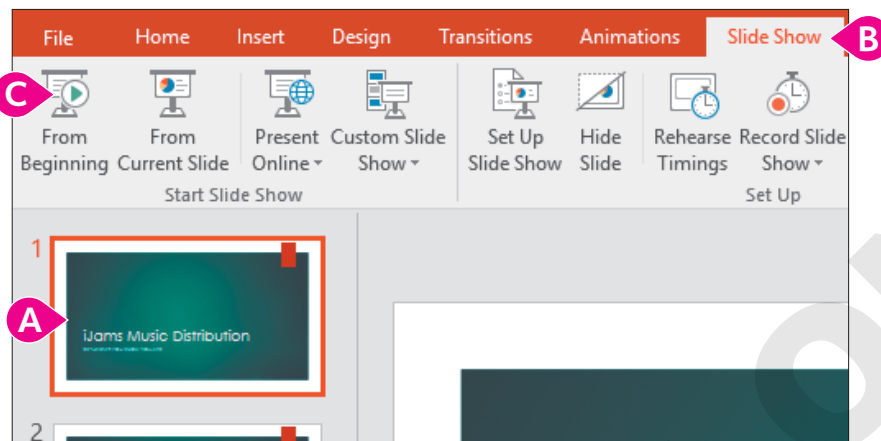 File Home Insert Design Transitions Animations Slide Show B
C
From From Present Custom Slide Set Up Hide Rehearse Record Slide
Beginning Current Slide Online Show Slide Show Slide Timings Show
Start Slide Show Set Up
1
A
iJams Music Distribution
2